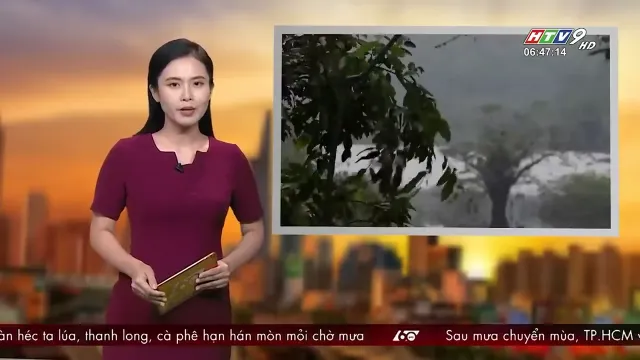 HTV9 HD
06:47:14
àn héc ta lúa, thanh long, cà phê hạn hán mòn mỏi chờ mưa 60 Sau mưa chuyển mùa, TP.HCM